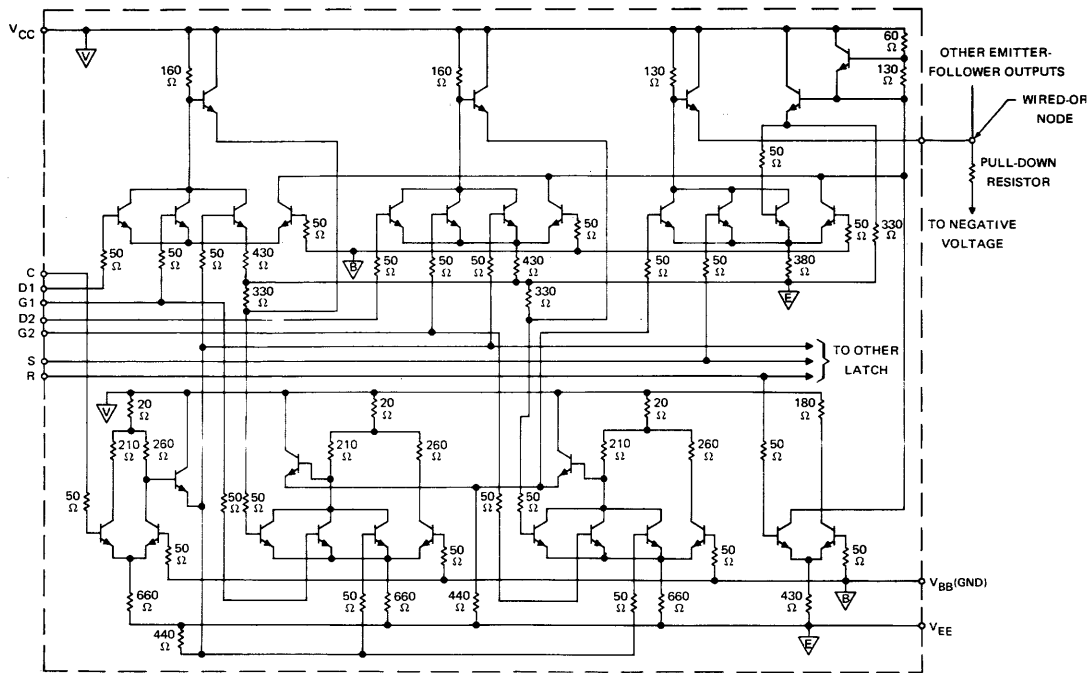 V CC
V
60 Ω
OTHER EMITTER-
FOLLOWER OUTPUTS
160 Ω
160 Ω
130 Ω
130 Ω
WIRED-OR
NODE
50 Ω
PULL-DOWN
RESISTOR
TO NEGATIVE
VOLTAGE
50 Ω
50 Ω
50 Ω
330 Ω
50 Ω
50 Ω
50 Ω
430 Ω
B
50 Ω
50 Ω
50 Ω
430 Ω
50 Ω
50 Ω
380 Ω
C
D1
G1
D2
G2
S
R
330 Ω
330 Ω
E
TO OTHER
LATCH
V
20 Ω
20 Ω
20 Ω
180 Ω
210 Ω
260 Ω
210 Ω
260 Ω
210 Ω
260 Ω
50 Ω
50 Ω
50 Ω
50 Ω
50 Ω
50 Ω
50 Ω
50 Ω
50 Ω
50 Ω
VBB(GND)
B
660 Ω
50 Ω
660 Ω
440 Ω
50 Ω
660 Ω
430 Ω
440 Ω
E
VEE